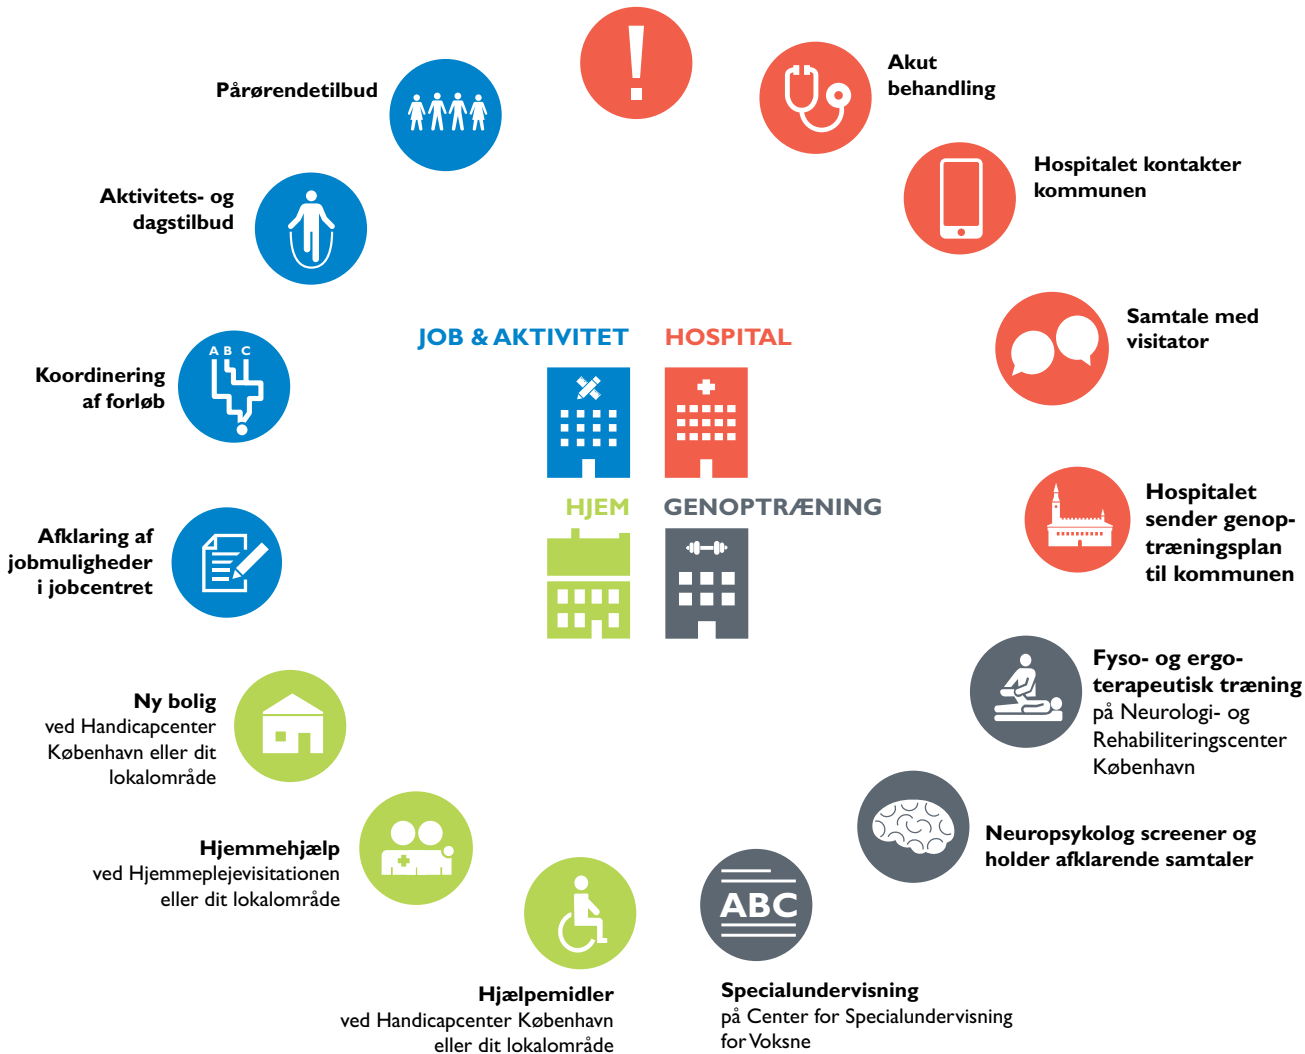 Akut
behandling
Hospitalet kontakter
kommunen
Samtale med
visitator
Hospitalet
sender genop-
træningsplan
til kommunen
Fyso- og ergo-
terapeutisk træning
på Neurologi- og
Rehabiliteringscenter
København
Neuropsykolog screener og
holder afklarende samtaler
ABC
Specialundervisning
på Center for Specialundervisning
for Voksne
Hjælpemidler
ved Handicapcenter København
eller dit lokalområde
Hjemmehjælp
ved Hjemmeplejevisitationen
eller dit lokalområde
Ny bolig
ved Handicapcenter
København eller dit
lokalområde
Afklaring af
jobmuligheder
i jobcentret
Koordinering
af forløb
A B C
Aktivitets- og
dagstilbud
Pårørendetilbud
!
JOB & AKTIVITET
HOSPITAL
HJEM
GENOPTRÆNING